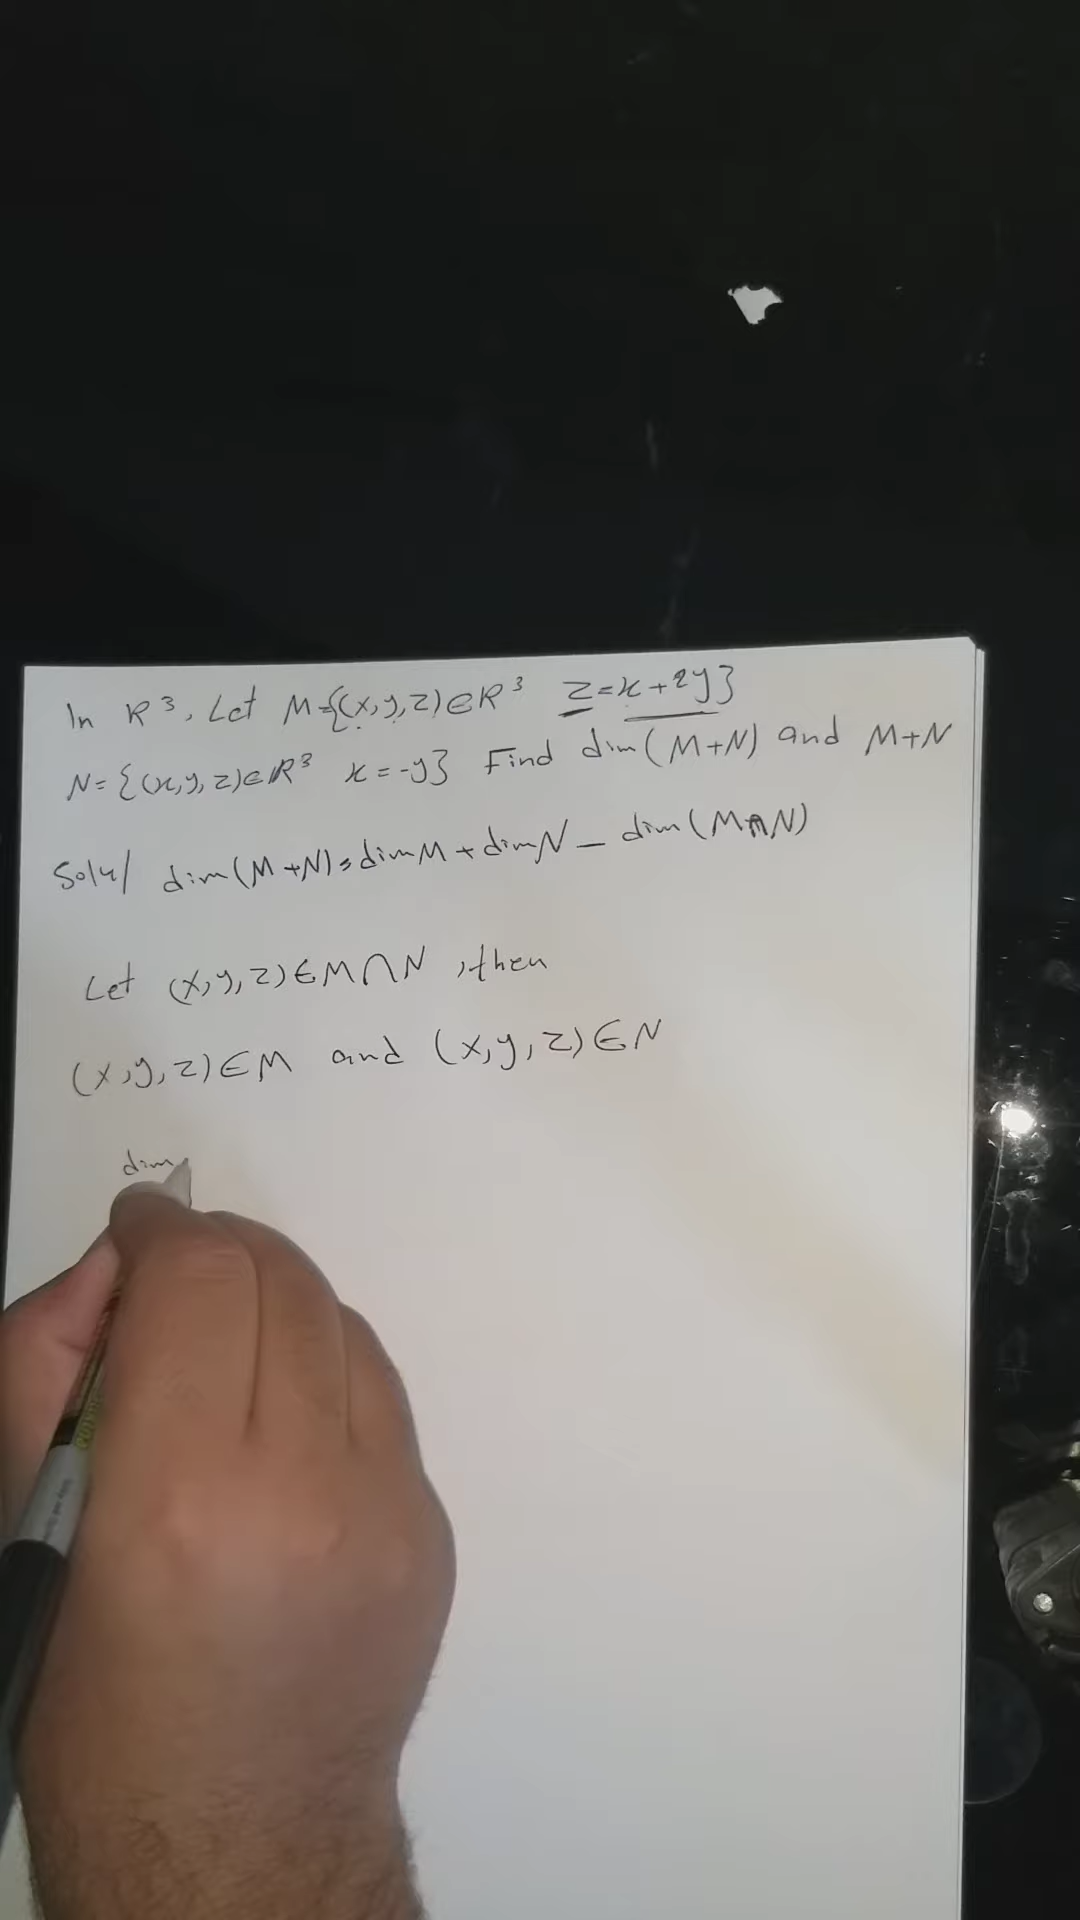 In R³, Let M={(x,y,z)∈R³ z=x+2y}
N={(x,y,z)∈R³ x=-y} Find dim(M+N) and M+N
Solu/ dim(M+N)=dimM+dimN-dim(M∩N)
Let (x,y,z)∈M∩N, then
(x,y,z)∈M and (x,y,z)∈N
dim